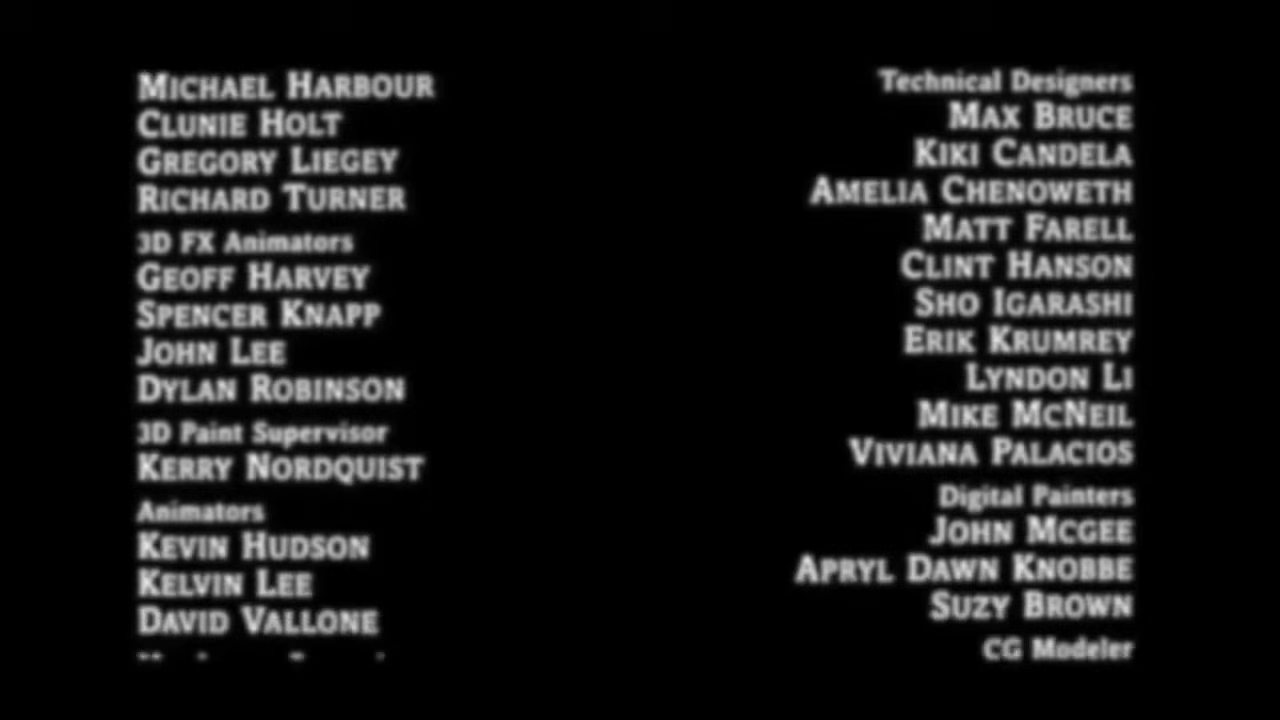 MICHAEL HARBOUR
CLUNIE HOLT
GREGORY LIEGEY
RICHARD TURNER
3D FX Animators
GEOFF HARVEY
SPENCER KNAPP
JOHN LEE
DYLAN ROBINSON
3D Paint Supervisor
KERRY NORDQUIST
Animators
KEVIN HUDSON
KELVIN LEE
DAVID VALLONE
Technical Designers
MAX BRUCE
KIKI CANDELA
AMELIA CHENOWETH
MATT FARELL
CLINT HANSON
SHO IGARASHI
ERIK KRUMREY
LYNDON LI
MIKE MCNEIL
VIVIANA PALACIOS
Digital Painters
JOHN MCGEE
APRYL DAWN KNOBBE
SUZY BROWN
CG Modeler